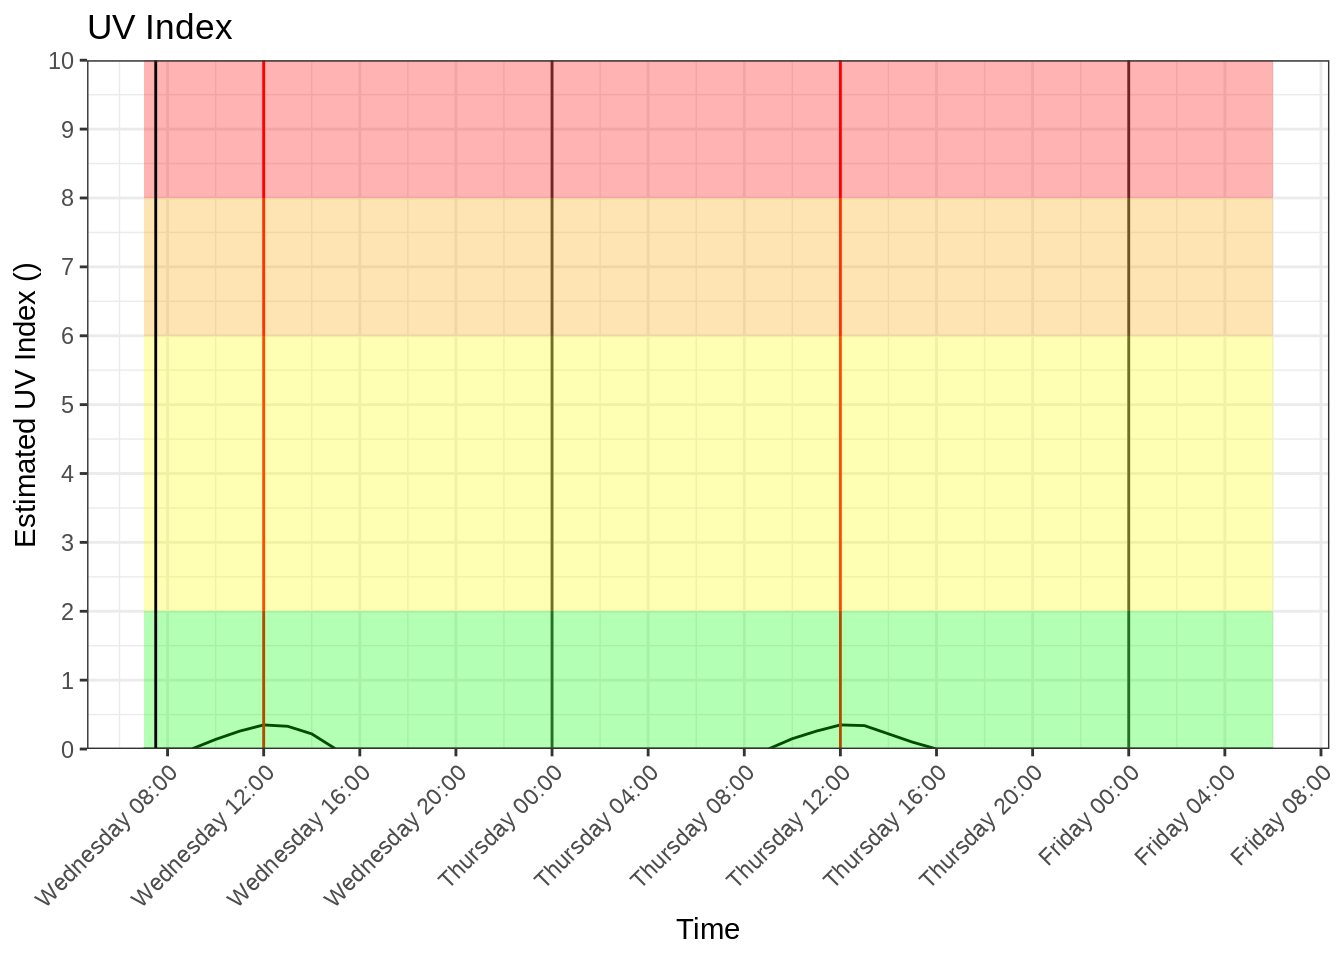 UV Index
Estimated UV Index ()
10
9
8
7
6
5
4
3
2
1
0
Wednesday 08:00
Wednesday 12:00
Wednesday 16:00
Wednesday 20:00
Thursday 00:00
Thursday 04:00
Thursday 08:00
Thursday 12:00
Thursday 16:00
Thursday 20:00
Friday 00:00
Friday 04:00
Friday 08:00
Time